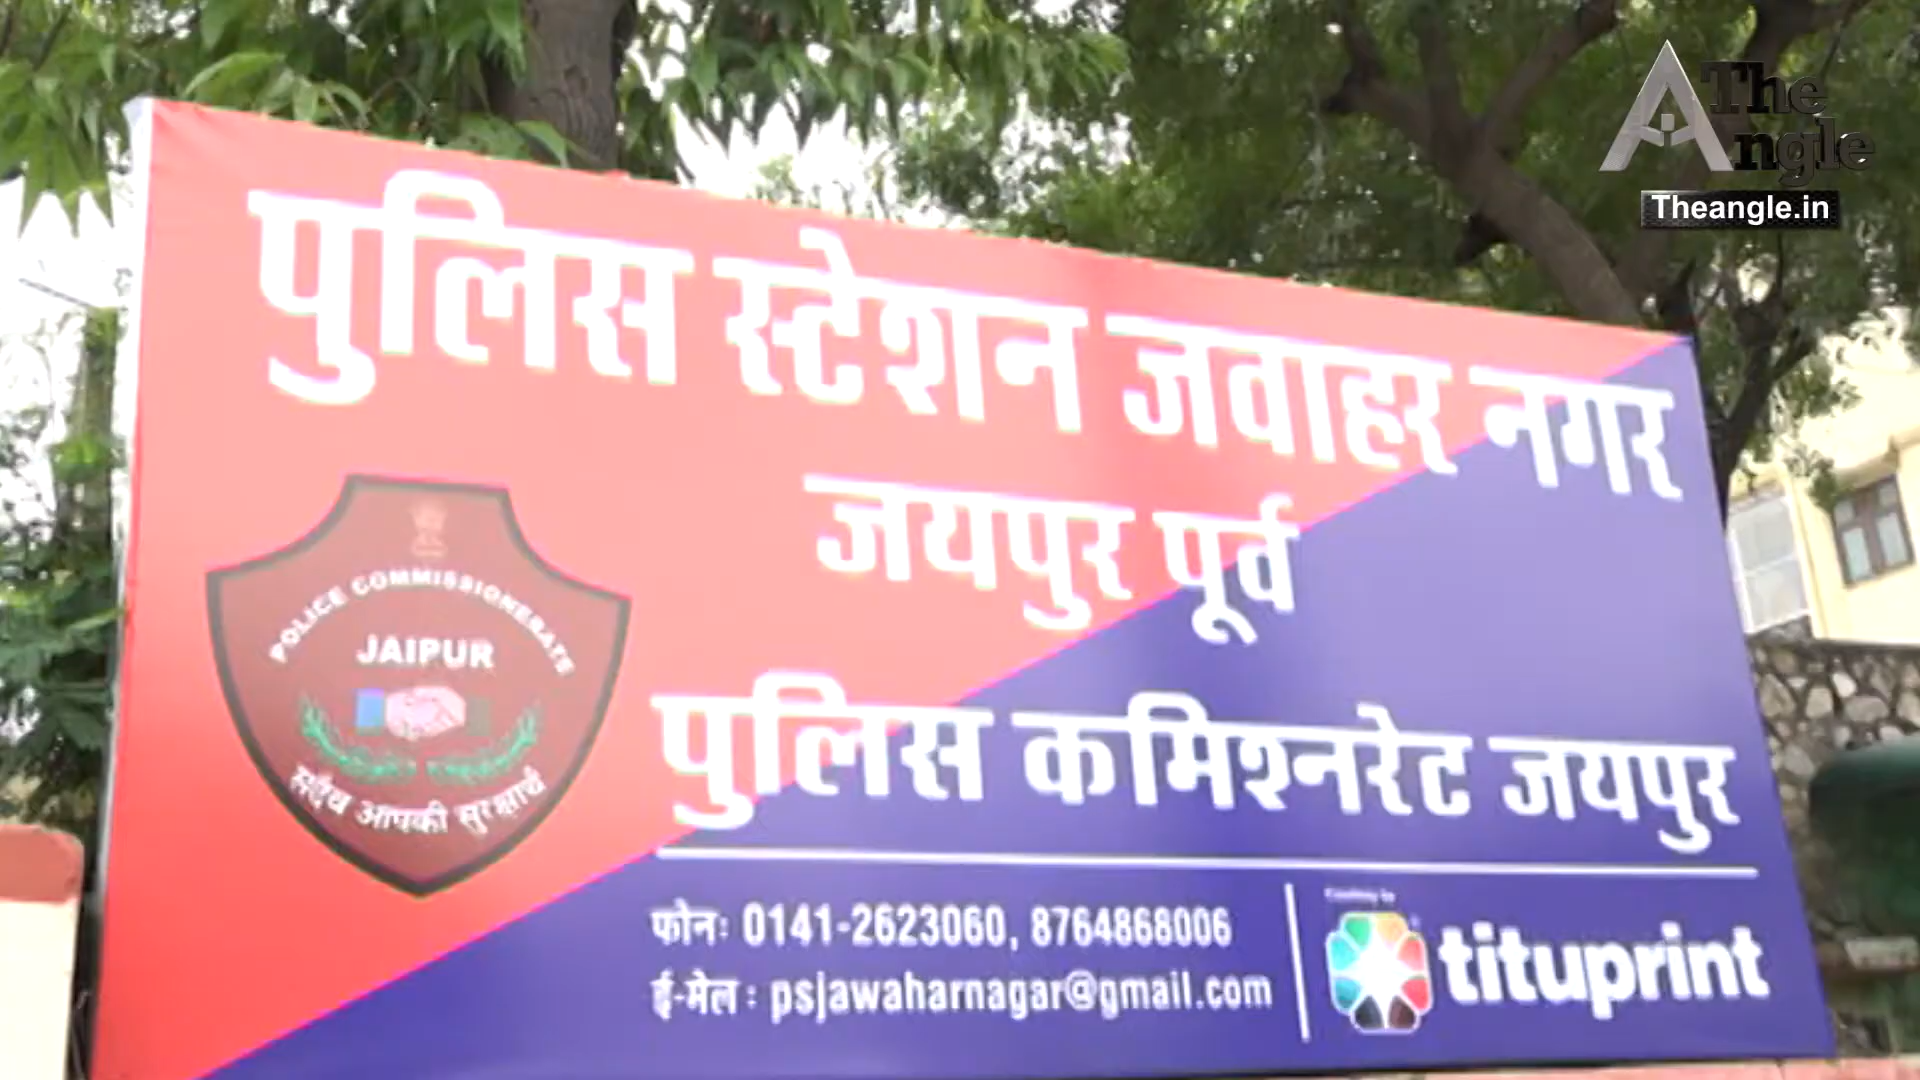 The
Angle
Theangle.in
पुलिस स्टेशन जवाहर नगर
जयपुर पूर्व
POLICE COMMISSIONERATE
JAIPUR
सदैव आपकी सुरक्षार्थ
पुलिस कमिश्नरेट जयपुर
फोन: 0141-2623060, 8764868006
ई-मेल : psjawaharnagar@gmail.com
tituprint